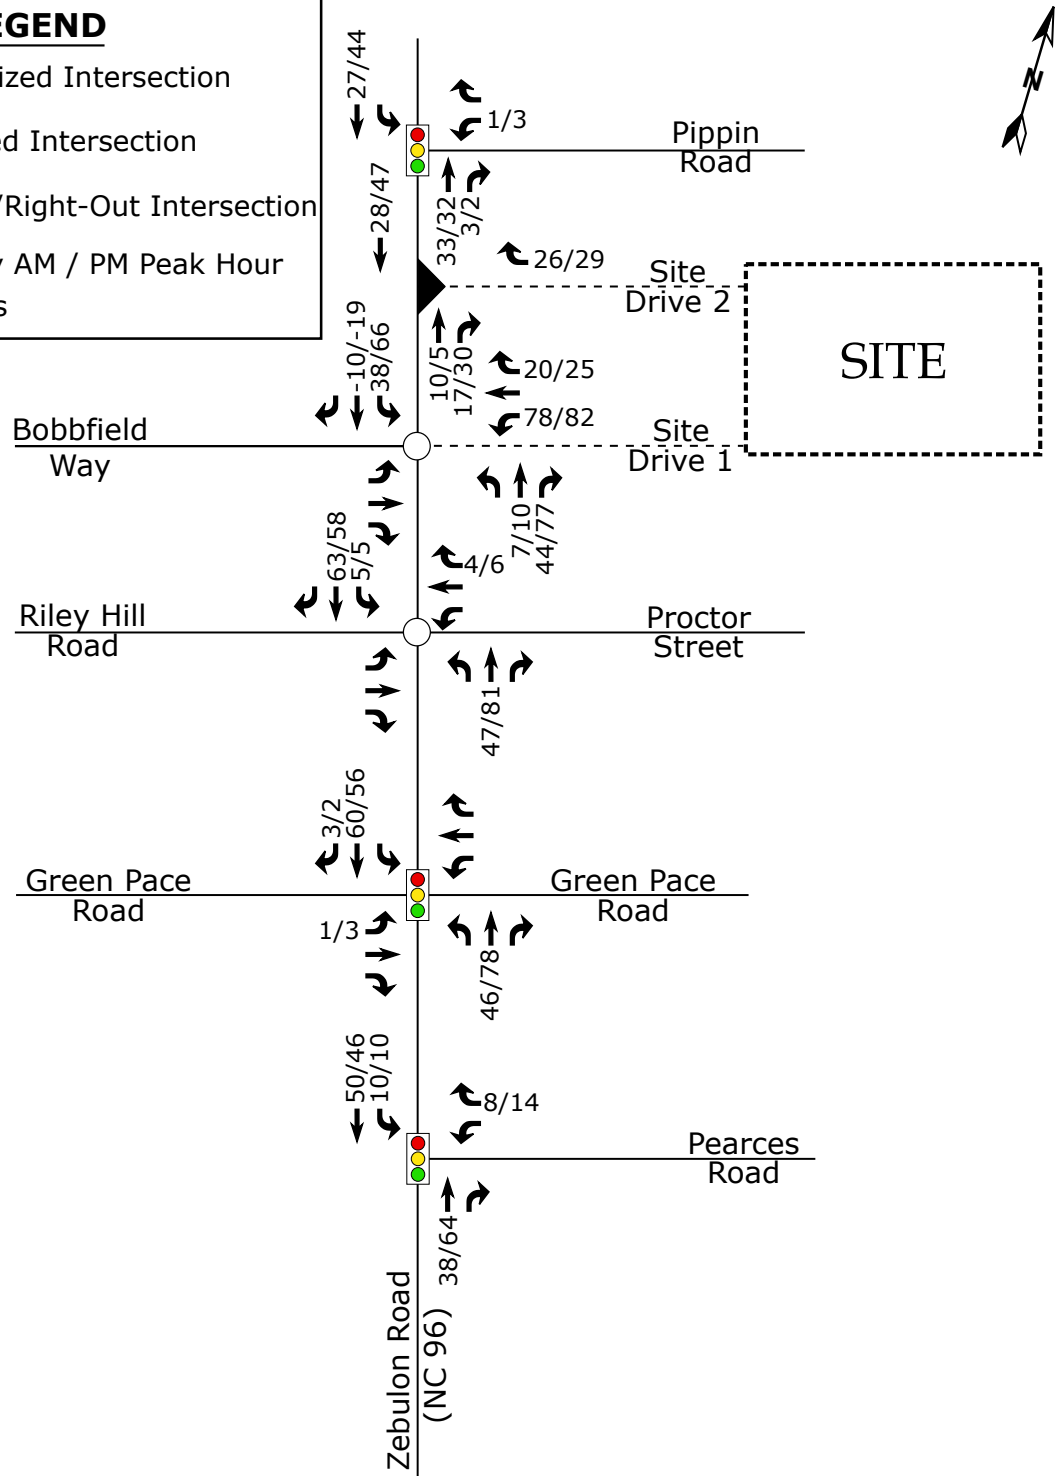 EGEND
ized Intersection
ed Intersection
/Right-Out Intersection
y AM / PM Peak Hour
s
N
27/44
1/3
Pippin
Road
28/47
33/32
3/2
26/29
Site
Drive 2
SITE
-10/-19
38/66
10/5
17/30
20/25
78/82
Bobbfield
Way
Site
Drive 1
7/10
44/77
63/58
5/5
4/6
Riley Hill
Road
Proctor
Street
47/81
3/2
60/56
Green Pace
Road
Green Pace
Road
1/3
46/78
50/46
10/10
8/14
Pearces
Road
38/64
Zebulon Road
(NC 96)